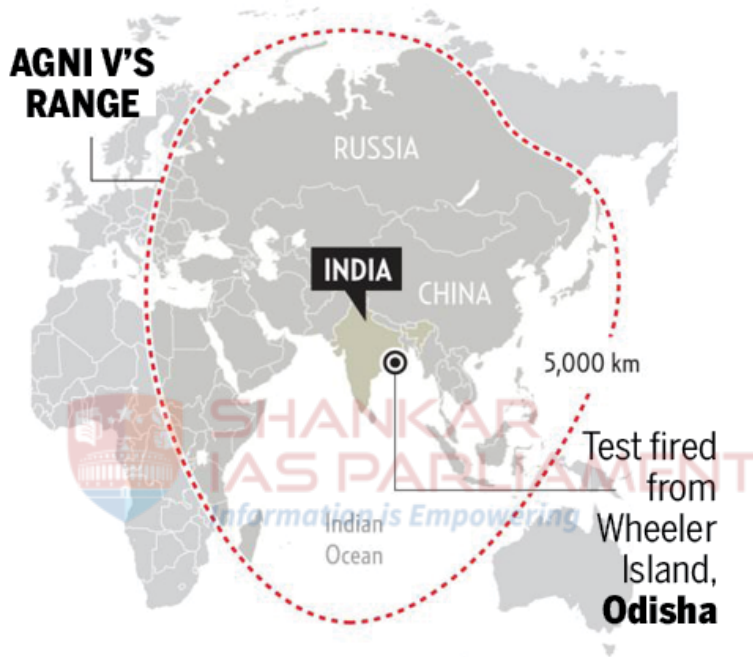 AGNI V'S
RANGE
RUSSIA
INDIA
CHINA
5,000 km
SHANKAR
IAS PARLIAMENT
Information is Empowering
Indian
Ocean
Test fired
from
Wheeler
Island,
Odisha